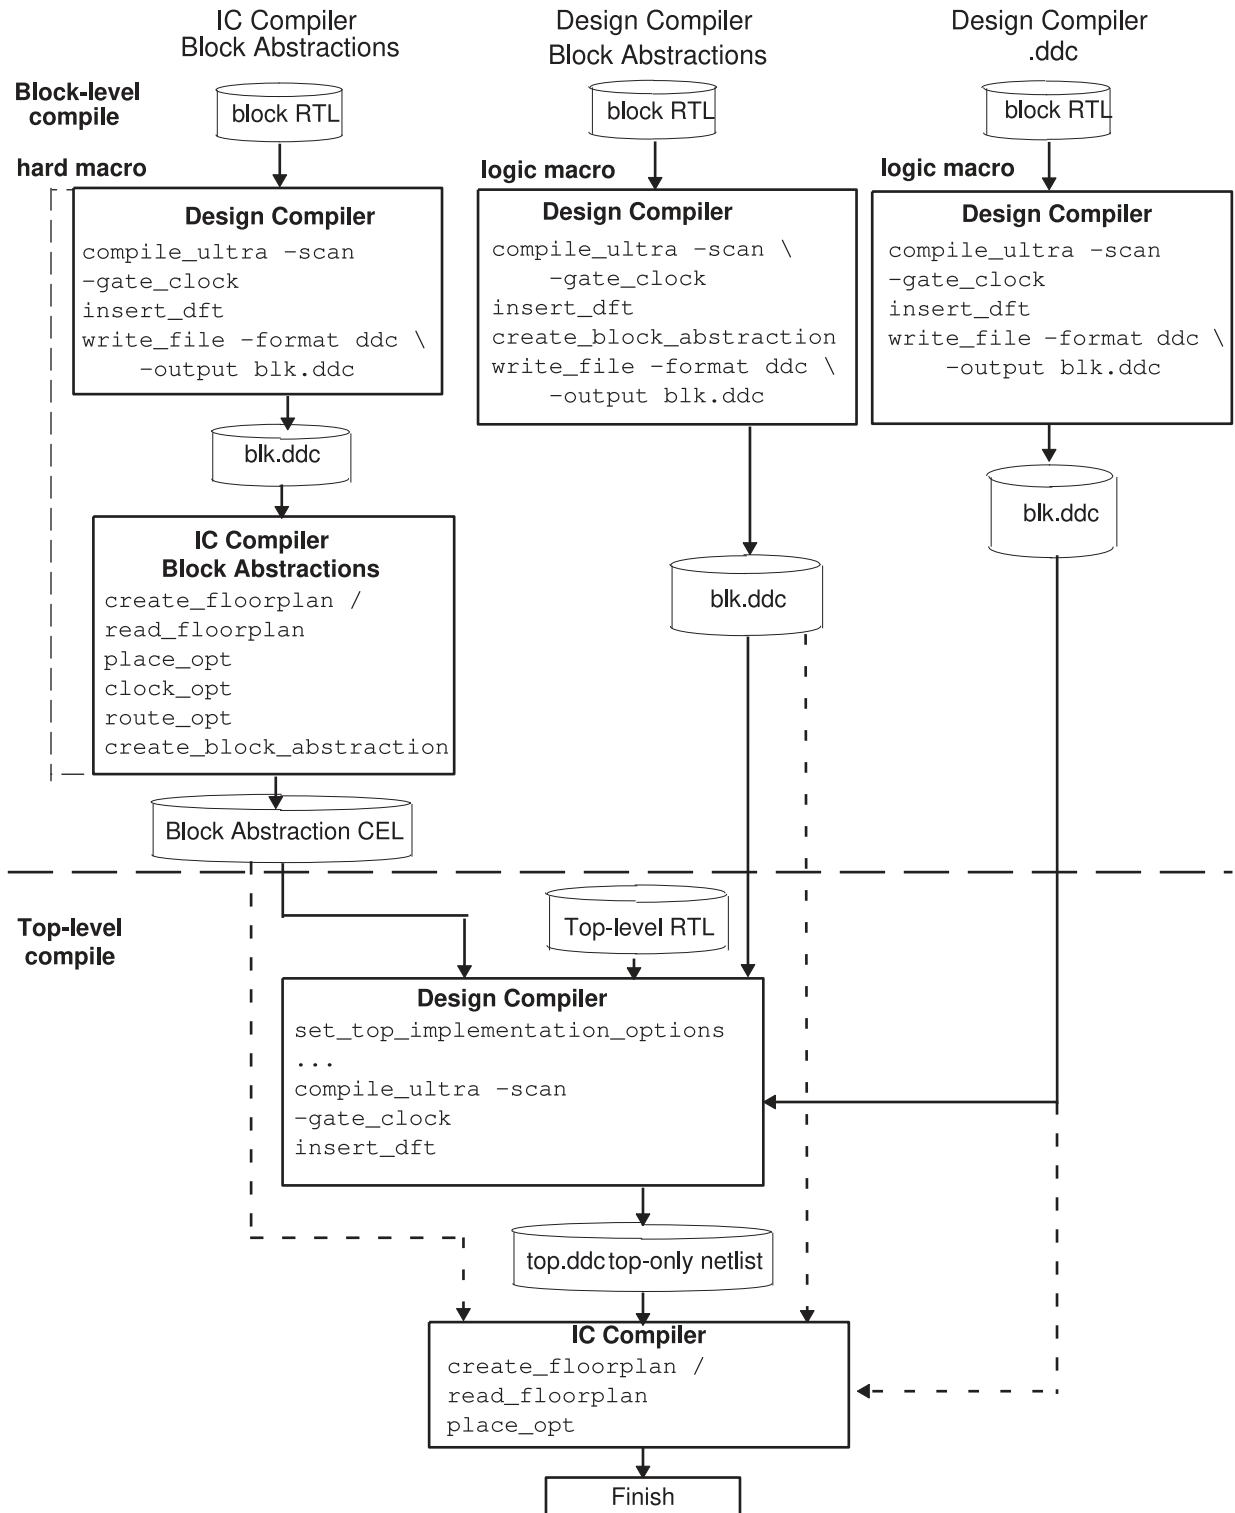 IC Compiler
Block Abstractions
Design Compiler
Block Abstractions
Design Compiler
.ddc
Block-level
compile
block RTL
block RTL
block RTL
hard macro
logic macro
logic macro
Design Compiler
compile_ultra -scan
-gate_clock
insert_dft
write_file -format ddc \
-output blk.ddc
Design Compiler
compile_ultra -scan \
-gate_clock
insert_dft
create_block_abstraction
write_file -format ddc \
-output blk.ddc
Design Compiler
compile_ultra -scan
-gate_clock
insert_dft
write_file -format ddc \
-output blk.ddc
blk.ddc
blk.ddc
IC Compiler
Block Abstractions
create_floorplan /
read_floorplan
place_opt
clock_opt
route_opt
create_block_abstraction
blk.ddc
Block Abstraction CEL
Top-level
compile
Top-level RTL
Design Compiler
set_top_implementation_options
...
compile_ultra -scan
-gate_clock
insert_dft
top.ddc top-only netlist
IC Compiler
create_floorplan /
read_floorplan
place_opt
Finish